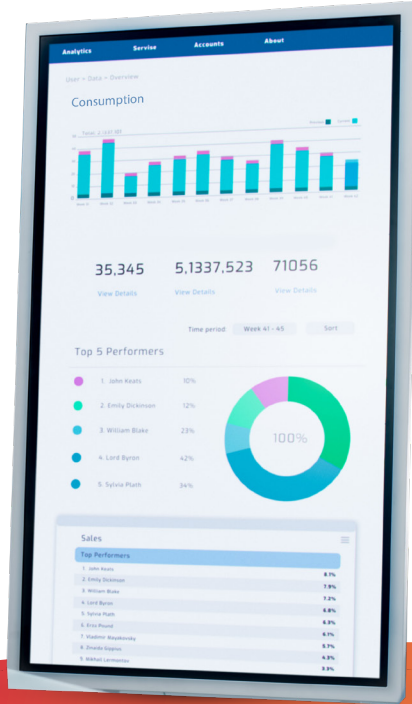 Analytics Servise Accounts About
User • Data • Overview
Consumption
35,345 5,1337,523 71056
View Details View Details View Details
Time period Week 41 - 45 Sort
Top 5 Performers
1. John Keats 10%
2. Emily Dickinson 12%
3. William Blake 23%
4. Lord Byron 42%
5. Sylvia Plath 34%
100%
Sales
Top Performers
1. John Keats 8.1%
2. Emily Dickinson 7.9%
3. William Blake 7.2%
4. Lord Byron 6.8%
5. Sylvia Plath 6.3%
6. Ezra Pound 6.1%
7. Vladimir Mayakovsky 5.7%
8. Zinaida Gippius 4.3%
9. Mikhail Lermontov 3.9%